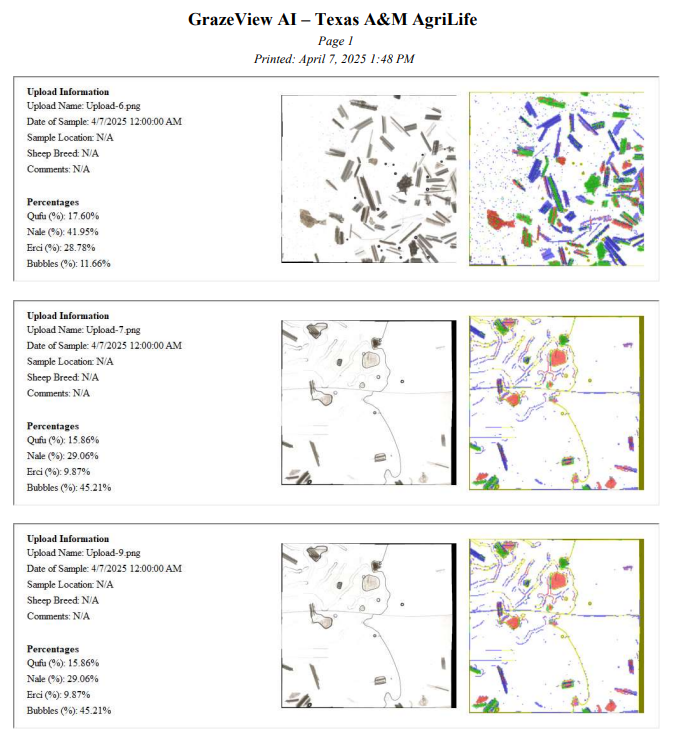 GrazeView AI – Texas A&M AgriLife
Page 1
Printed: April 7, 2025 1:48 PM
Upload Information
Upload Name: Upload-6.png
Date of Sample: 4/7/2025 12:00:00 AM
Sample Location: N/A
Sheep Breed: N/A
Comments: N/A
Percentages
Qufu (%): 17.60%
Nale (%): 41.95%
Erci (%): 28.78%
Bubbles (%): 11.66%
Upload Information
Upload Name: Upload-7.png
Date of Sample: 4/7/2025 12:00:00 AM
Sample Location: N/A
Sheep Breed: N/A
Comments: N/A
Percentages
Qufu (%): 15.86%
Nale (%): 29.06%
Erci (%): 9.87%
Bubbles (%): 45.21%
Upload Information
Upload Name: Upload-9.png
Date of Sample: 4/7/2025 12:00:00 AM
Sample Location: N/A
Sheep Breed: N/A
Comments: N/A
Percentages
Qufu (%): 15.86%
Nale (%): 29.06%
Erci (%): 9.87%
Bubbles (%): 45.21%